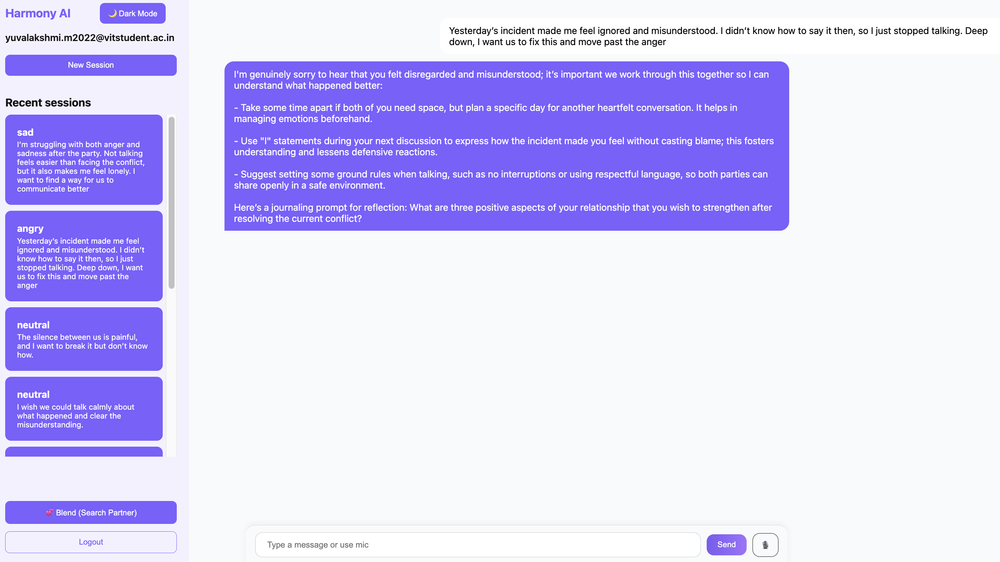 Harmony AI
🌙 Dark Mode
yuvalakshmi.m2022@vitstudent.ac.in
New Session
Recent sessions
sad
I’m struggling with both anger and
sadness after the party. Not talking
feels easier than facing the conflict,
but it also makes me feel lonely. I
want to find a way for us to
communicate better
angry
Yesterday’s incident made me feel
ignored and misunderstood. I didn’t
know how to say it then, so I just
stopped talking. Deep down, I want
us to fix this and move past the
anger
neutral
The silence between us is painful,
and I want to break it but don’t know
how.
neutral
I wish we could talk calmly about
what happened and clear the
misunderstanding.
💞 Blend (Search Partner)
Logout
Yesterday’s incident made me feel ignored and misunderstood. I didn’t know how to say it then, so I just stopped talking. Deep
down, I want us to fix this and move past the anger
I'm genuinely sorry to hear that you felt disregarded and misunderstood; it’s important we work through this together so I can
understand what happened better:
- Take some time apart if both of you need space, but plan a specific day for another heartfelt conversation. It helps in
managing emotions beforehand.
- Use "I" statements during your next discussion to express how the incident made you feel without casting blame; this fosters
understanding and lessens defensive reactions.
- Suggest setting some ground rules when talking, such as no interruptions or using respectful language, so both parties can
share openly in a safe environment.
Here’s a journaling prompt for reflection: What are three positive aspects of your relationship that you wish to strengthen after
resolving the current conflict?
Type a message or use mic
Send